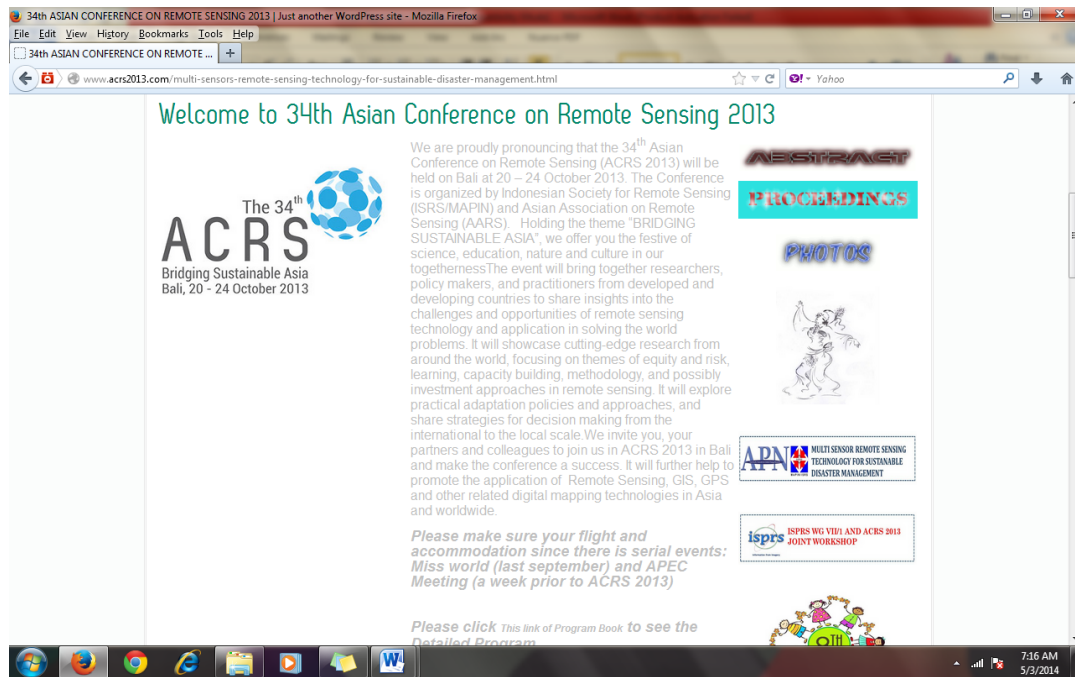 34th ASIAN CONFERENCE ON REMOTE SENSING 2013 | Just another WordPress site - Mozilla Firefox
File Edit View History Bookmarks Tools Help
34th ASIAN CONFERENCE ON REMOTE ... +
www.acrs2013.com/multi-sensors-remote-sensing-technology-for-sustainable-disaster-management.html
Yahoo
Welcome to 34th Asian Conference on Remote Sensing 2013
The 34th
ACRS
Bridging Sustainable Asia
Bali, 20 - 24 October 2013
We are proudly pronouncing that the 34th Asian
Conference on Remote Sensing (ACRS 2013) will be
held on Bali at 20 – 24 October 2013. The Conference
is organized by Indonesian Society for Remote Sensing
(ISRS/MAPIN) and Asian Association on Remote
Sensing (AARS). Holding the theme "BRIDGING
SUSTAINABLE ASIA", we offer you the festive of
science, education, nature and culture in our
togethernessThe event will bring together researchers,
policy makers, and practitioners from developed and
developing countries to share insights into the
challenges and opportunities of remote sensing
technology and application in solving the world
problems. It will showcase cutting-edge research from
around the world, focusing on themes of equity and risk,
learning, capacity building, methodology, and possibly
investment approaches in remote sensing. It will explore
practical adaptation policies and approaches, and
share strategies for decision making from the
international to the local scale.We invite you, your
partners and colleagues to join us in ACRS 2013 in Bali
and make the conference a success. It will further help to
promote the application of Remote Sensing, GIS, GPS
and other related digital mapping technologies in Asia
and worldwide.
Please make sure your flight and
accommodation since there is serial events:
Miss world (last september) and APEC
Meeting (a week prior to ACRS 2013)
Please click This link of Program Book to see the
Detailed Program
ABSTRACT
PROCEEDINGS
PHOTOS
APN
MULTI SENSOR REMOTE SENSING
TECHNOLOGY FOR SUSTANABLE
DISASTER MANAGEMENT
isprs
ISPRS WG VII/1 AND ACRS 2013
JOINT WORKSHOP
OTH
7:16 AM
5/3/2014